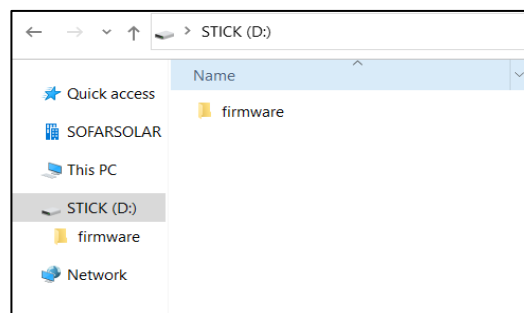 STICK (D:)
Name
Quick access
firmware
SOFARSOLAR
This PC
STICK (D:)
firmware
Network